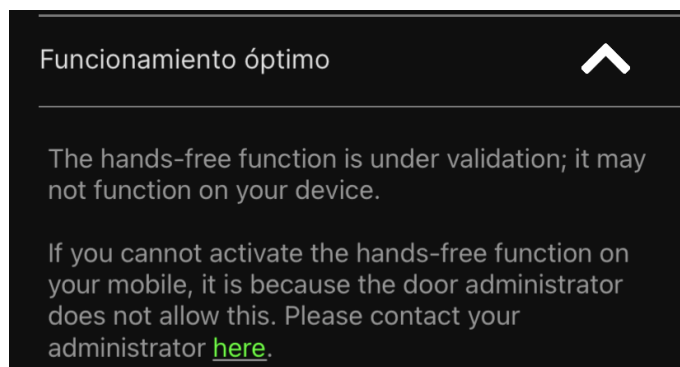 Funcionamiento óptimo
The hands-free function is under validation; it may
not function on your device.
If you cannot activate the hands-free function on
your mobile, it is because the door administrator
does not allow this. Please contact your
administrator here.